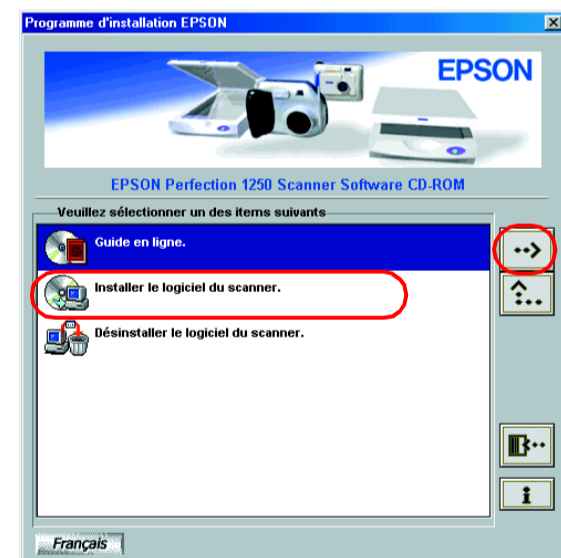 Programme d'installation EPSON
EPSON
EPSON Perfection 1250 Scanner Software CD-ROM
Veuillez sélectionner un des items suivants
Guide en ligne.
Installer le logiciel du scanner.
Désinstaller le logiciel du scanner.
Français